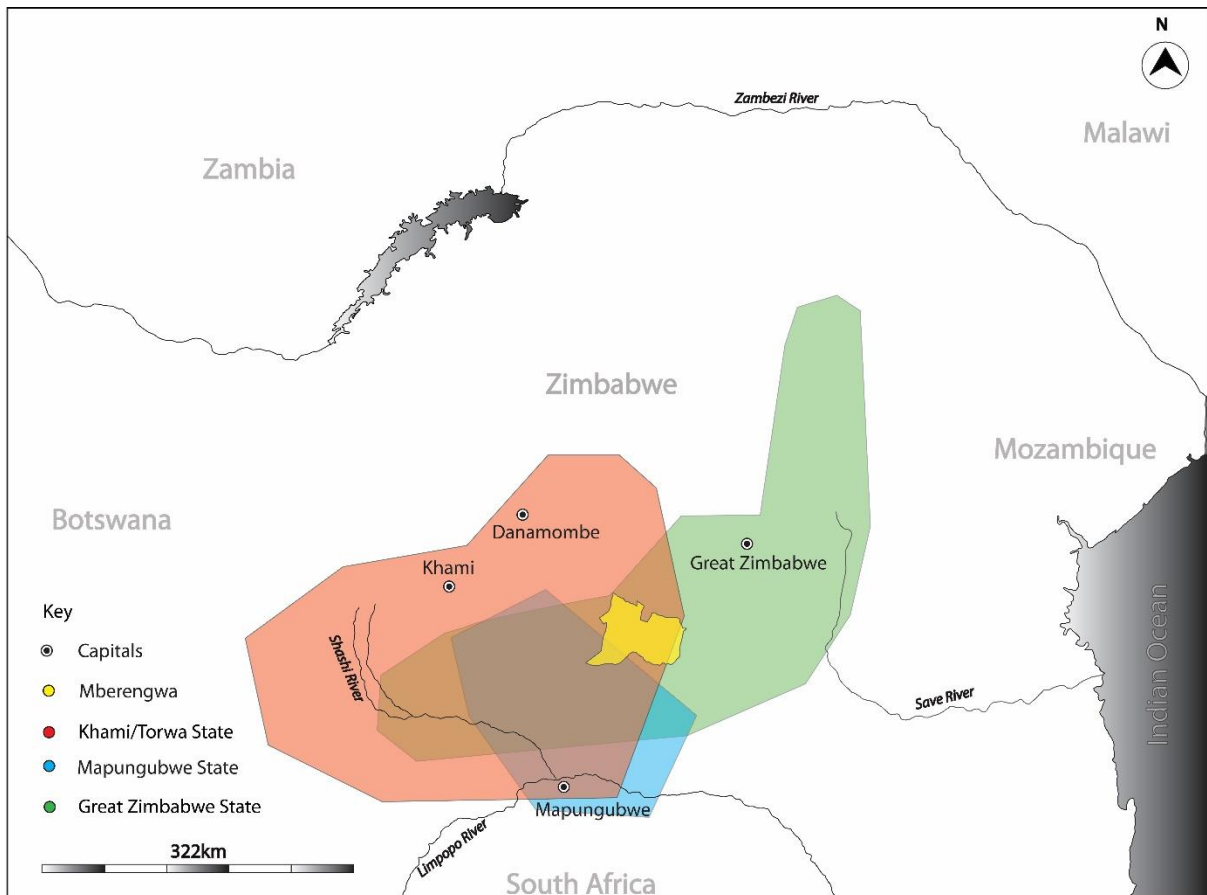 N
Zambezi River
Malawi
Zambia
Zimbabwe
Mozambique
Botswana
Danamombe
Great Zimbabwe
Khami
Key
Capitals
Mberengwa
Khami/Torwa State
Mapungubwe State
Great Zimbabwe State
322km
Shashi River
Save River
Indian Ocean
Mapungubwe
Limpopo River
South Africa